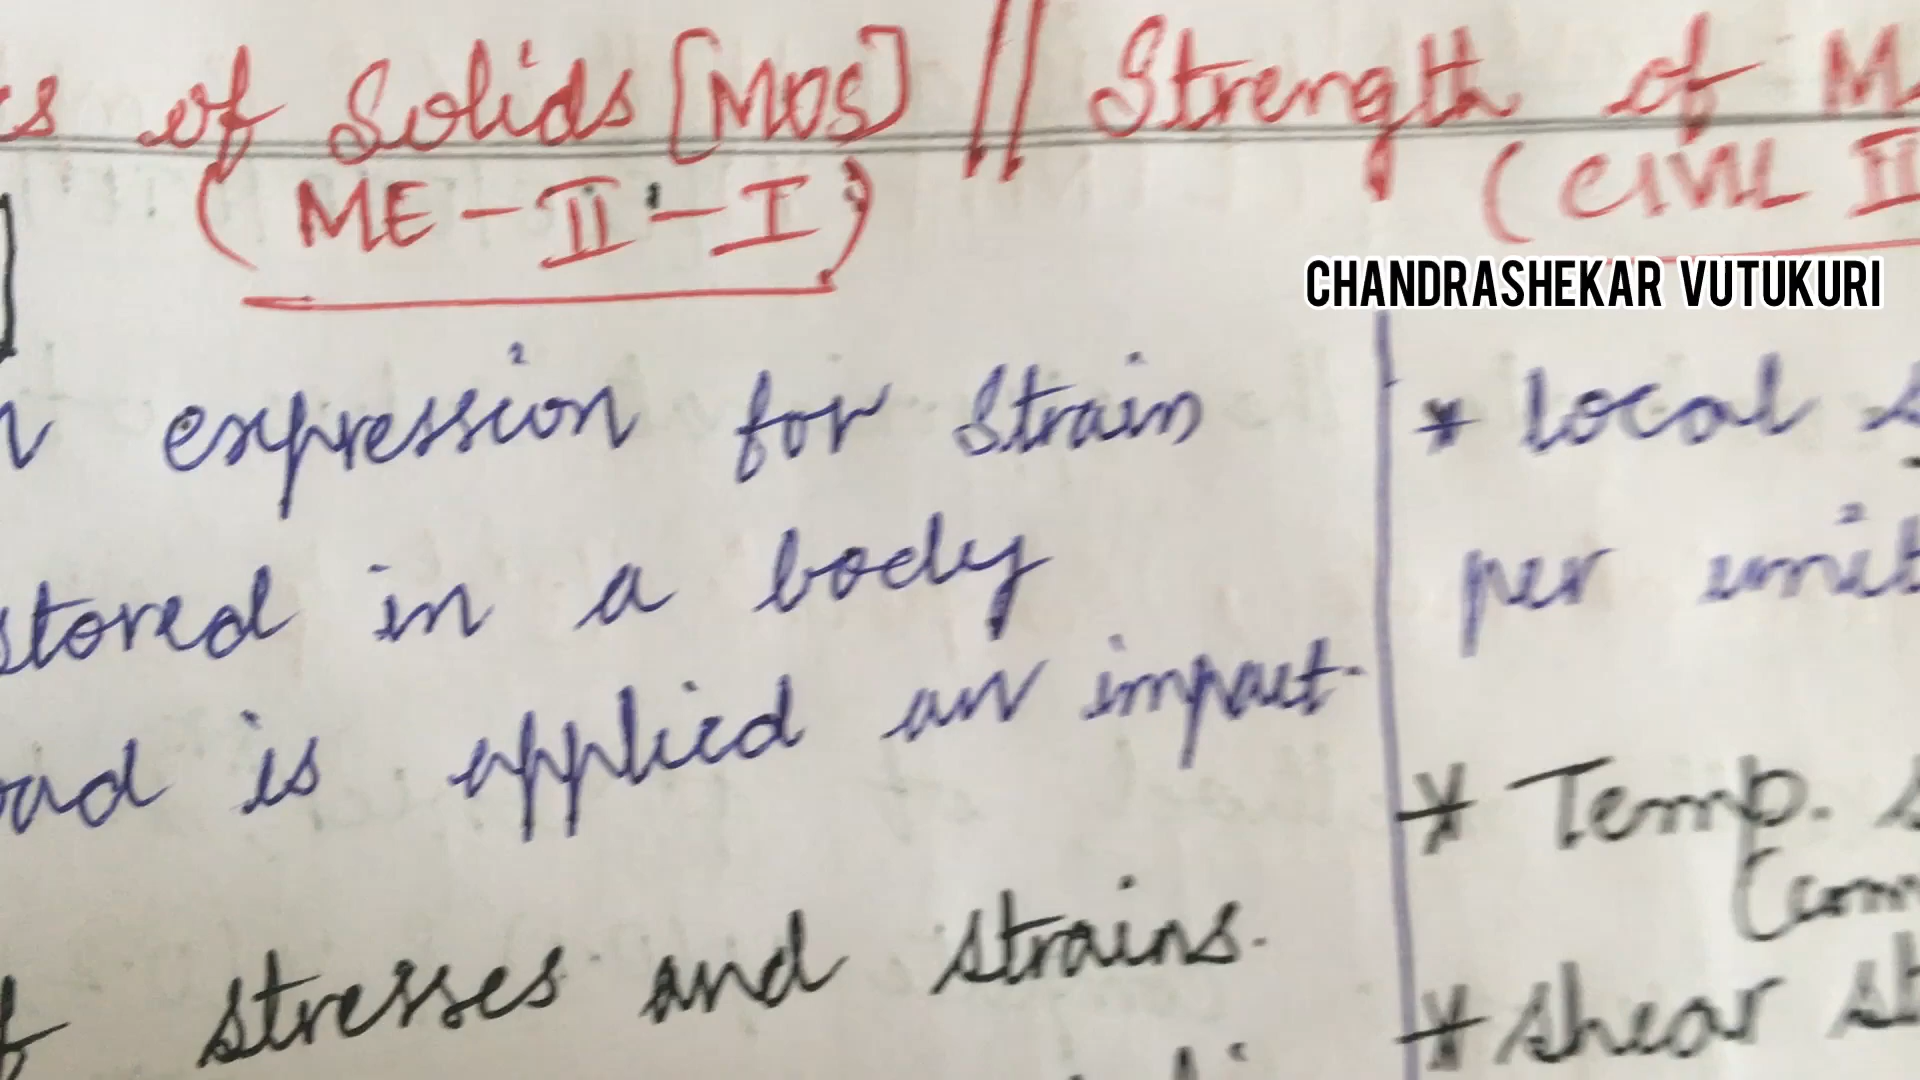 of Solids [MOS] || Strength of
(ME - II - I) (CIVIL II
CHANDRASHEKAR VUTUKURI
expression for Strain
stored in a body
is applied an impact.
stresses and strains.
* local
per unit
* Temp.
* shear